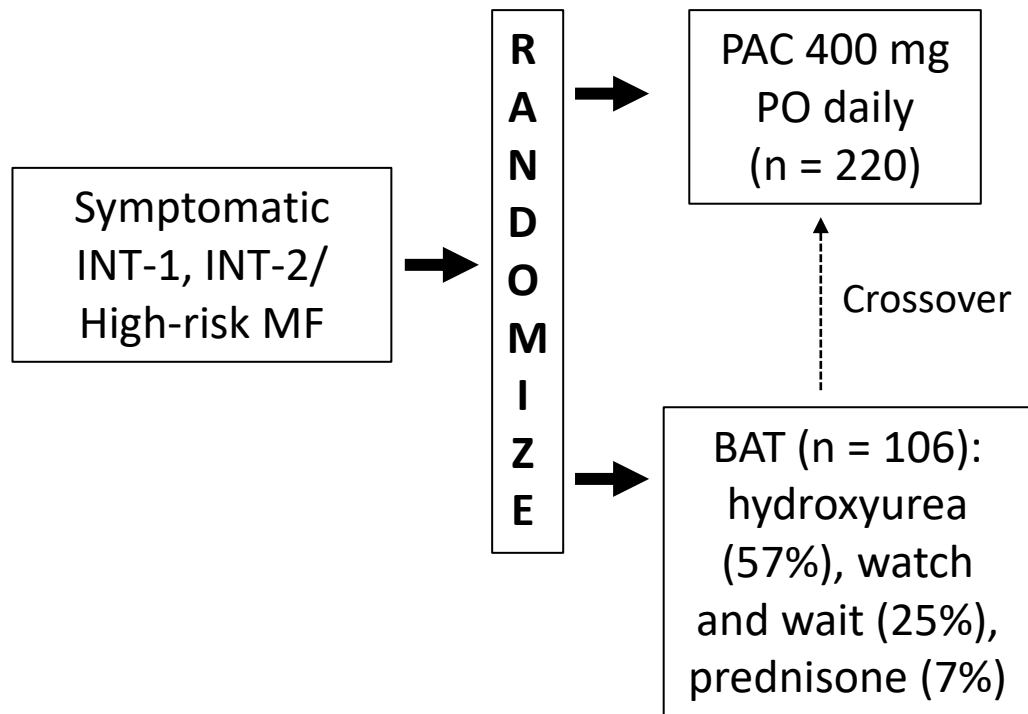 Symptomatic
INT-1, INT-2/
High-risk MF
R
A
N
D
O
M
I
Z
E
PAC 400 mg
PO daily
(n = 220)
Crossover
BAT (n = 106):
hydroxyurea
(57%), watch
and wait (25%),
prednisone (7%)